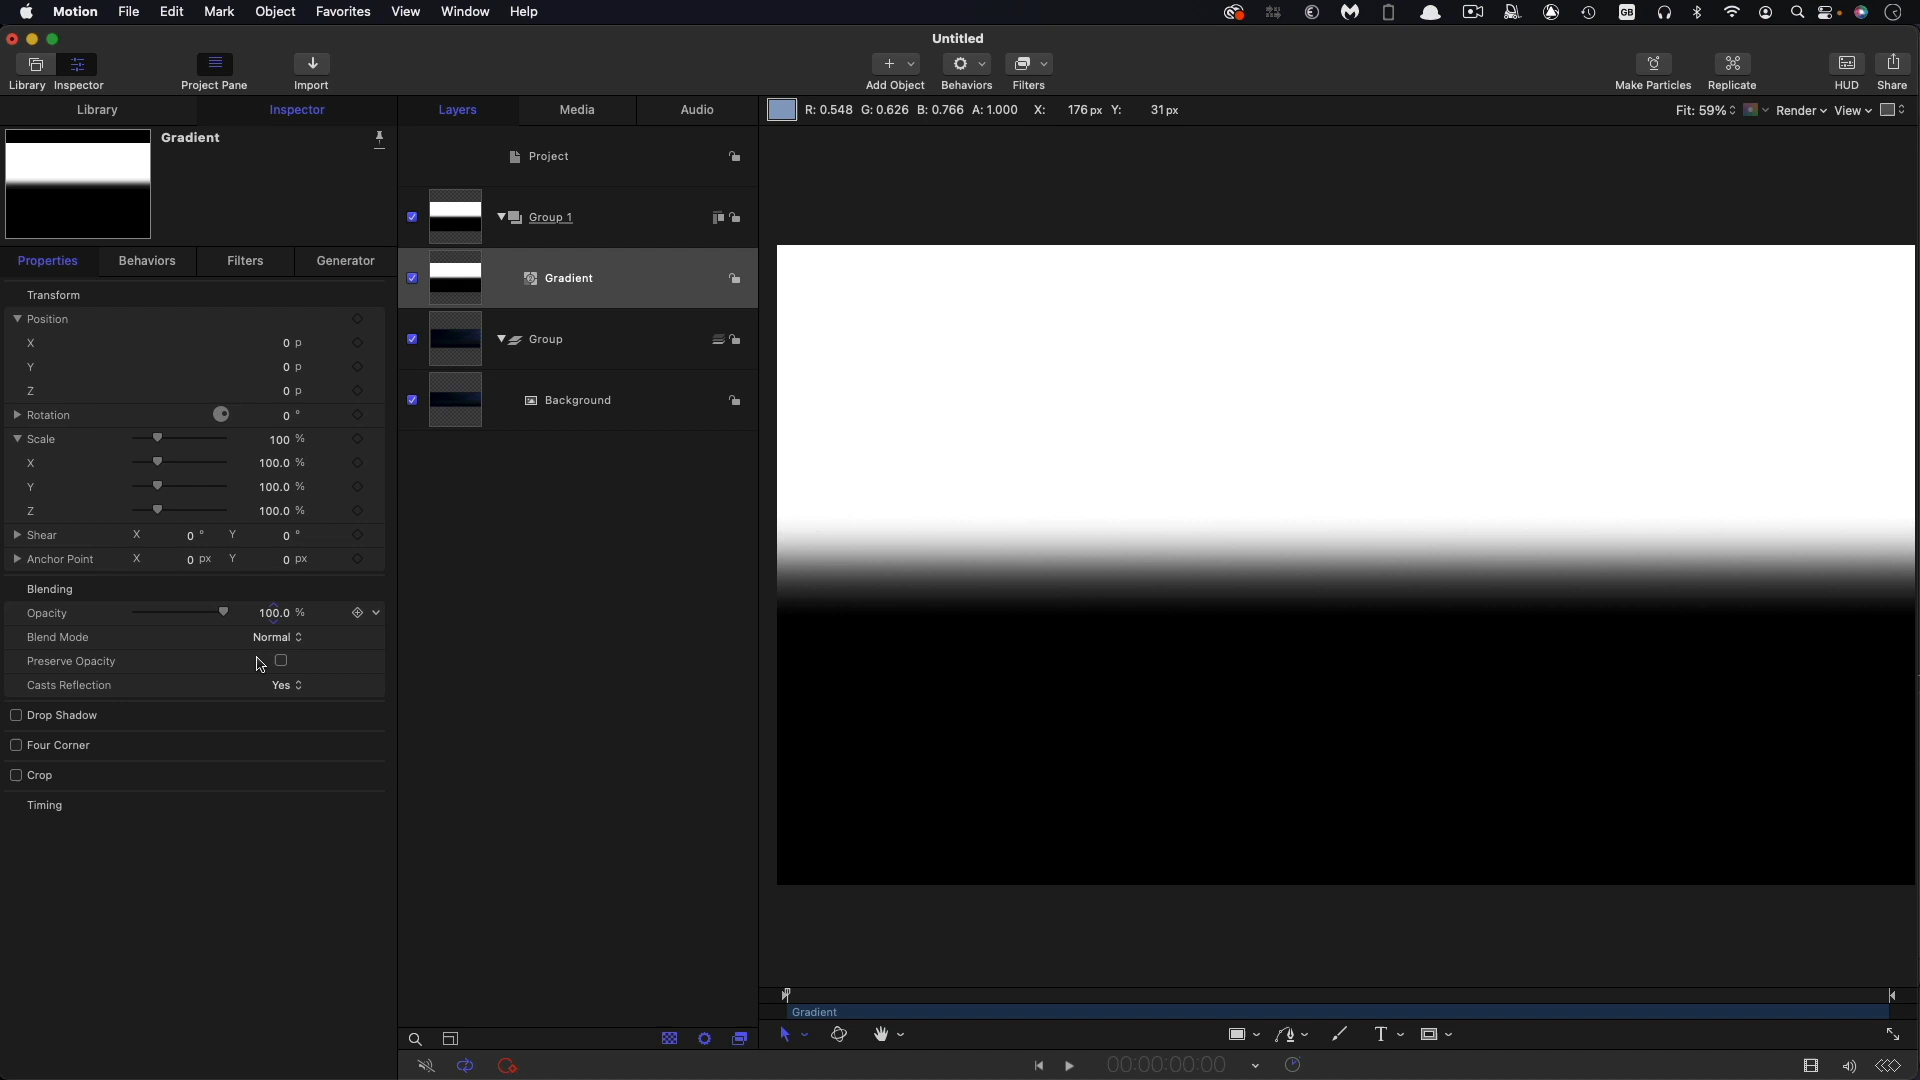 Motion File Edit Mark Object Favorites View Window Help GB
Untitled
Library Inspector Project Pane Import Add Object Behaviors Filters Make Particles Replicate HUD Share
Library Inspector Layers Media Audio R: 0.548 G: 0.626 B: 0.766 A: 1.000 X: 176 px Y: 31 px Fit: 59% Render View
Gradient
Project
Group 1
Properties Behaviors Filters Generator
Gradient
Transform
Position
X 0 p
Group
Y 0 p
Z 0 p
Background
Rotation 0 °
Scale 100 %
X 100.0 %
Y 100.0 %
Z 100.0 %
Shear X 0 ° Y 0 °
Anchor Point X 0 px Y 0 px
Blending
Opacity 100.0 %
Blend Mode Normal
Preserve Opacity
Casts Reflection Yes
Drop Shadow
Four Corner
Crop
Timing
Gradient
T
00:00:00:00